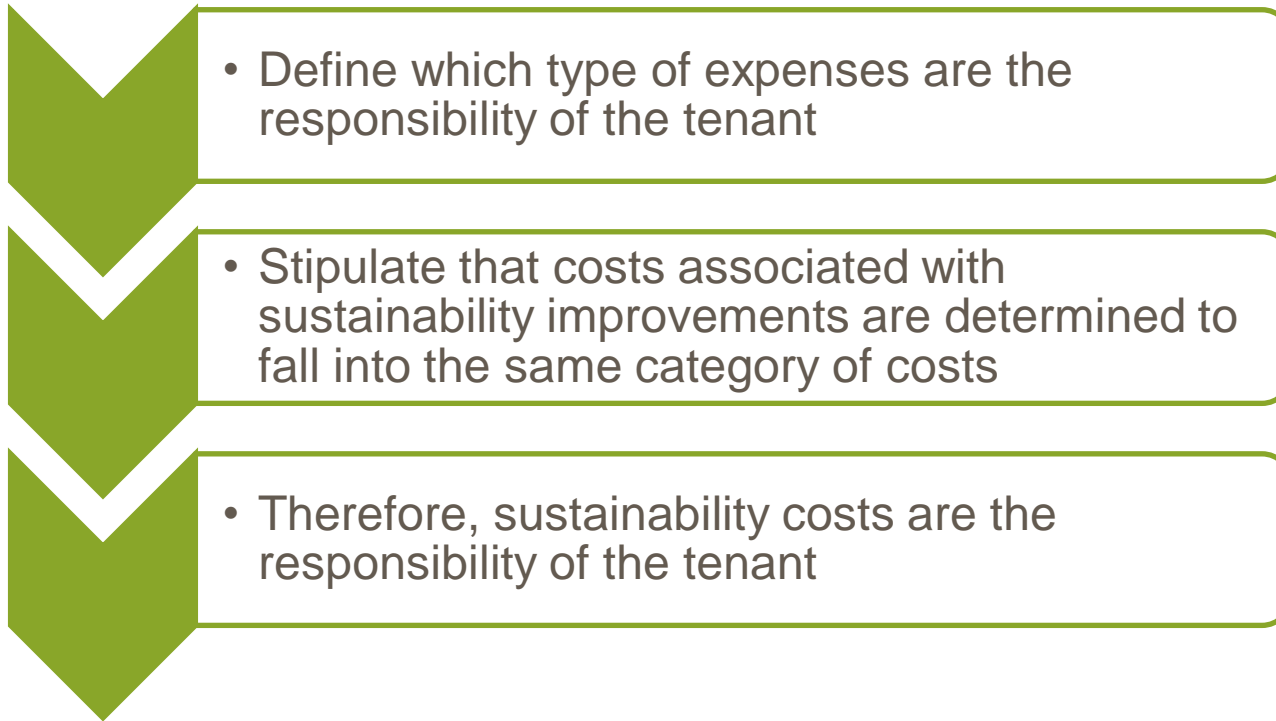 • Define which type of expenses are the
responsibility of the tenant
• Stipulate that costs associated with
sustainability improvements are determined to
fall into the same category of costs
• Therefore, sustainability costs are the
responsibility of the tenant